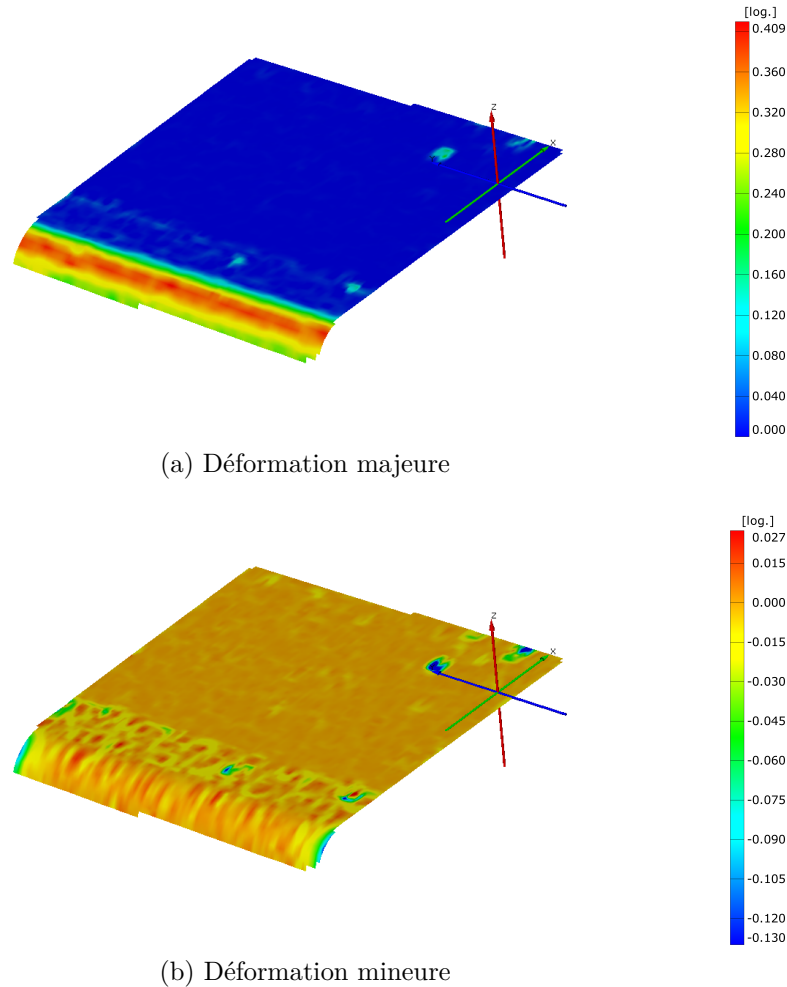 [log.]
0.409
0.360
0.320
0.280
0.240
0.200
0.160
0.120
0.080
0.040
0.000
z
x
(a) Déformation majeure
[log.]
0.027
0.015
0.000
-0.015
-0.030
-0.045
-0.060
-0.075
-0.090
-0.105
-0.120
-0.130
z
x
(b) Déformation mineure